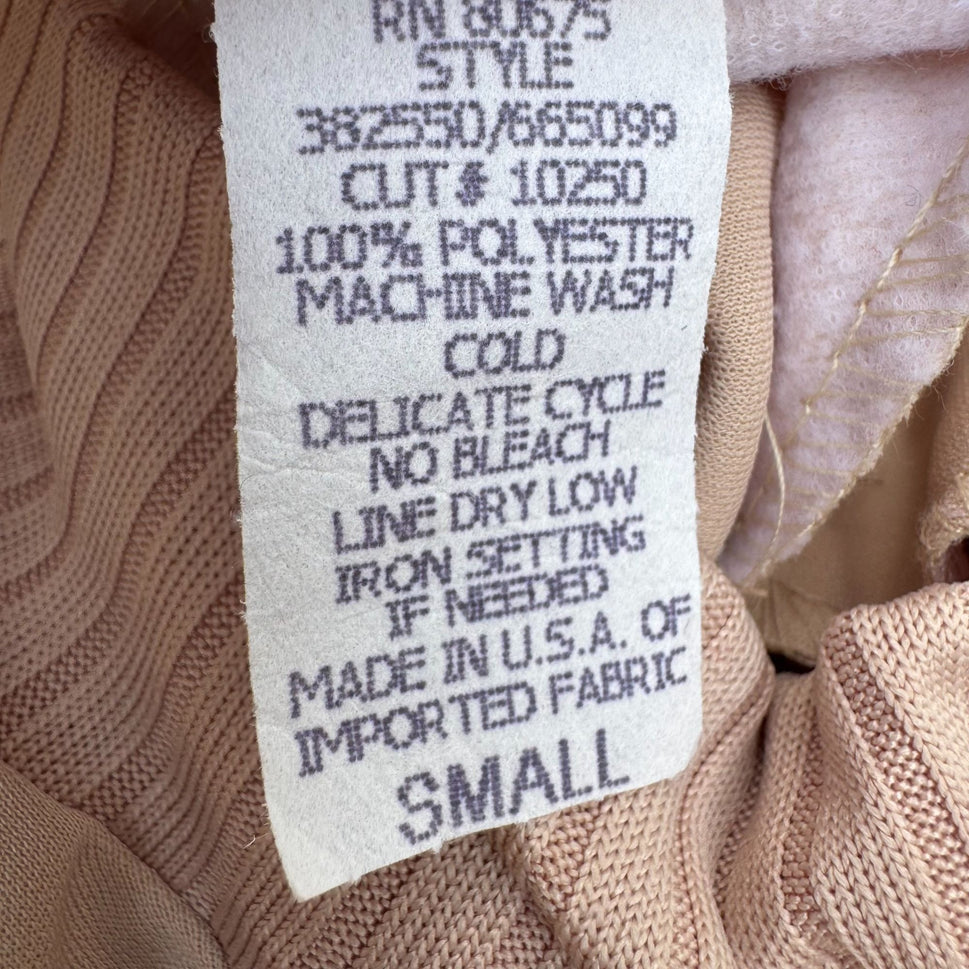 RN 80675
STYLE
382550/665099
CUT# 10250
100% POLYESTER
MACHINE WASH
COLD
DELICATE CYCLE
NO BLEACH
LINE DRY LOW
IRON SETTING
IF NEEDED
MADE IN U.S.A. OF
IMPORTED FABRIC
SMALL